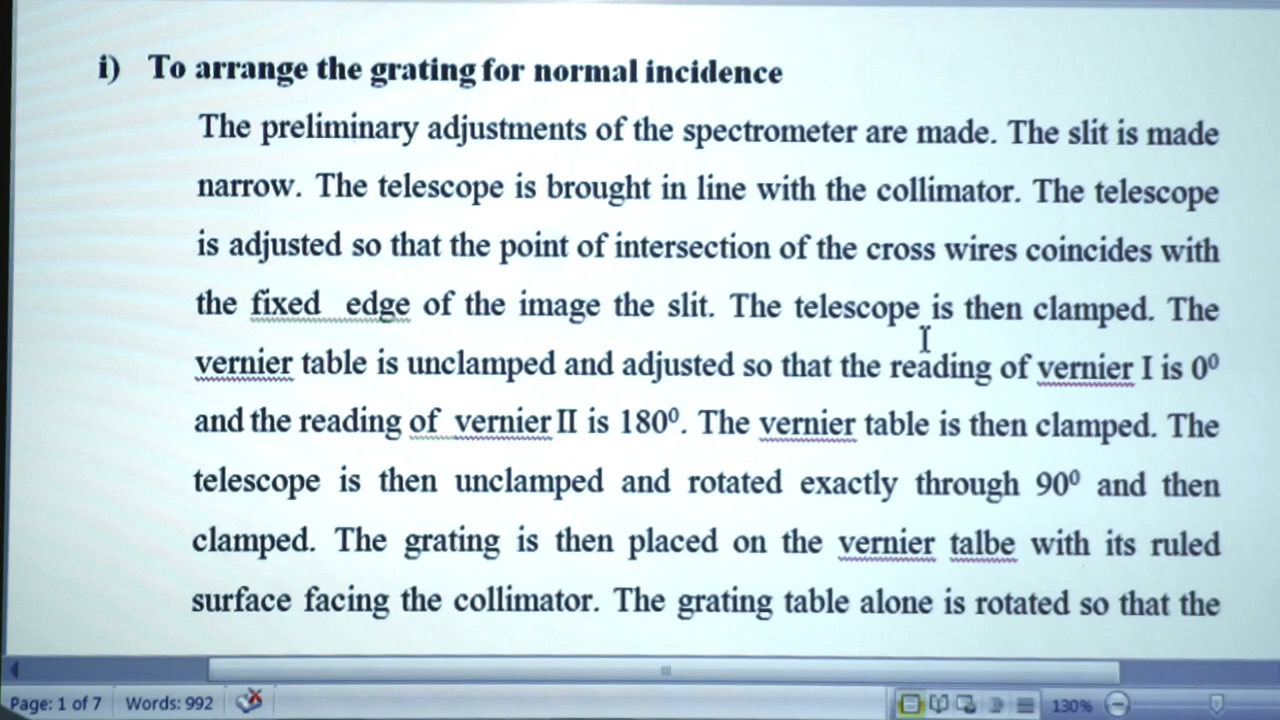 i) To arrange the grating for normal incidence
The preliminary adjustments of the spectrometer are made. The slit is made
narrow. The telescope is brought in line with the collimator. The telescope
is adjusted so that the point of intersection of the cross wires coincides with
the fixed edge of the image the slit. The telescope is then clamped. The
vernier table is unclamped and adjusted so that the reading of vernier I is 0⁰
and the reading of vernier II is 180⁰. The vernier table is then clamped. The
telescope is then unclamped and rotated exactly through 90⁰ and then
clamped. The grating is then placed on the vernier talbe with its ruled
surface facing the collimator. The grating table alone is rotated so that the
Page: 1 of 7 Words: 992 130%